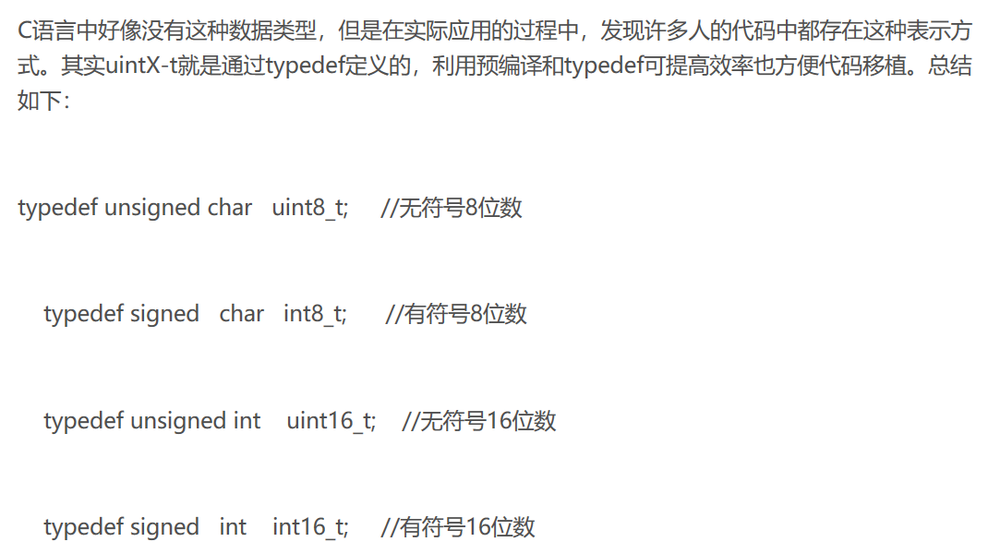 C语言中好像没有这种数据类型，但是在实际应用的过程中，发现许多人的代码中都存在这种表示方
式。其实uintX-t就是通过typedef定义的，利用预编译和typedef可提高效率也方便代码移植。总结
如下：
typedef unsigned char   uint8_t;     //无符号8位数
typedef signed   char   int8_t;      //有符号8位数
typedef unsigned int    uint16_t;    //无符号16位数
typedef signed   int    int16_t;     //有符号16位数